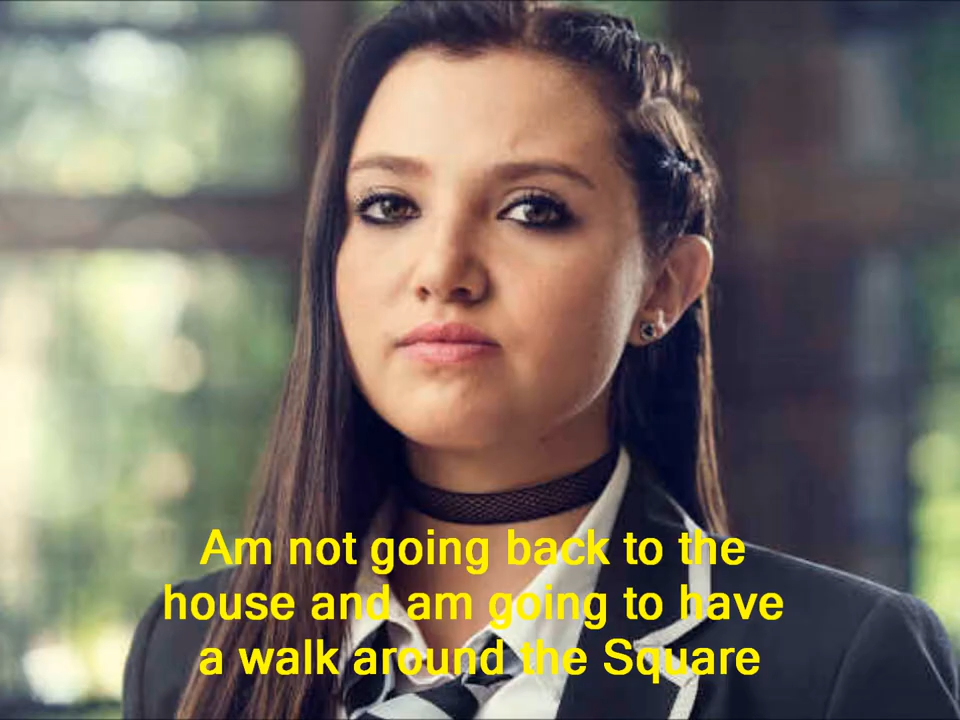 Am not going back to the
house and am going to have
a walk around the Square